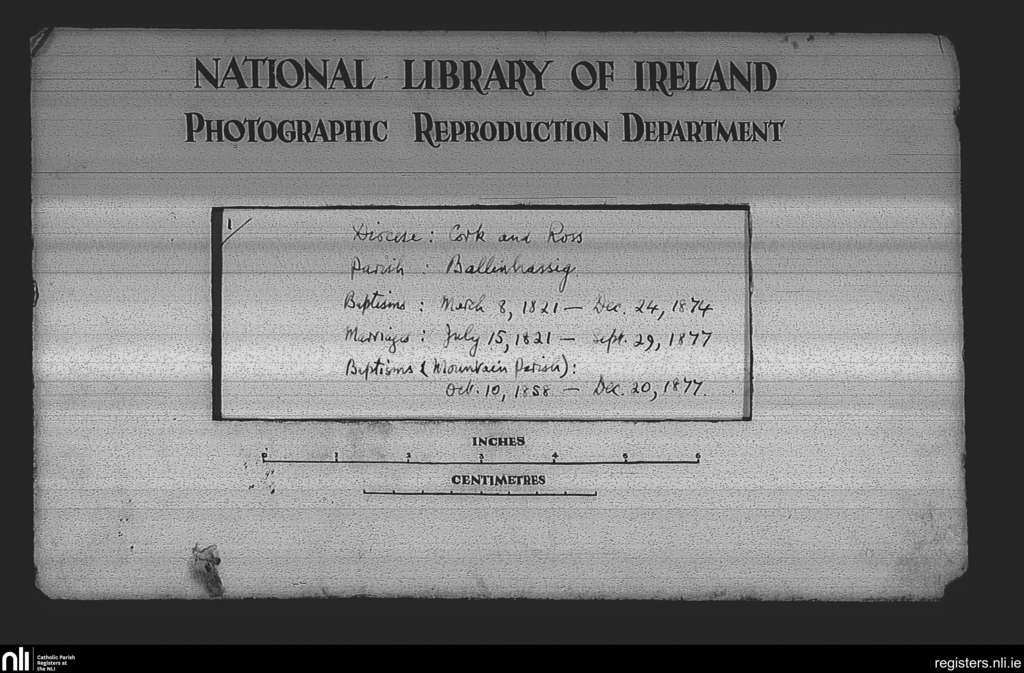 NATIONAL LIBRARY OF IRELAND
PHOTOGRAPHIC REPRODUCTION DEPARTMENT
1
Diocese : Cork and Ross
Parish : Ballinhassig
Baptisms : March 8, 1821 — Dec. 24, 1874
Marriages : July 15, 1821 — Sept. 29, 1877
Baptisms (Mountain Parish) :
Oct. 10, 1858 — Dec. 20, 1877.
INCHES
0 1 2 3 4 5 6
CENTIMETRES
nli
Catholic Parish
Registers at
the NLI
registers.nli.ie